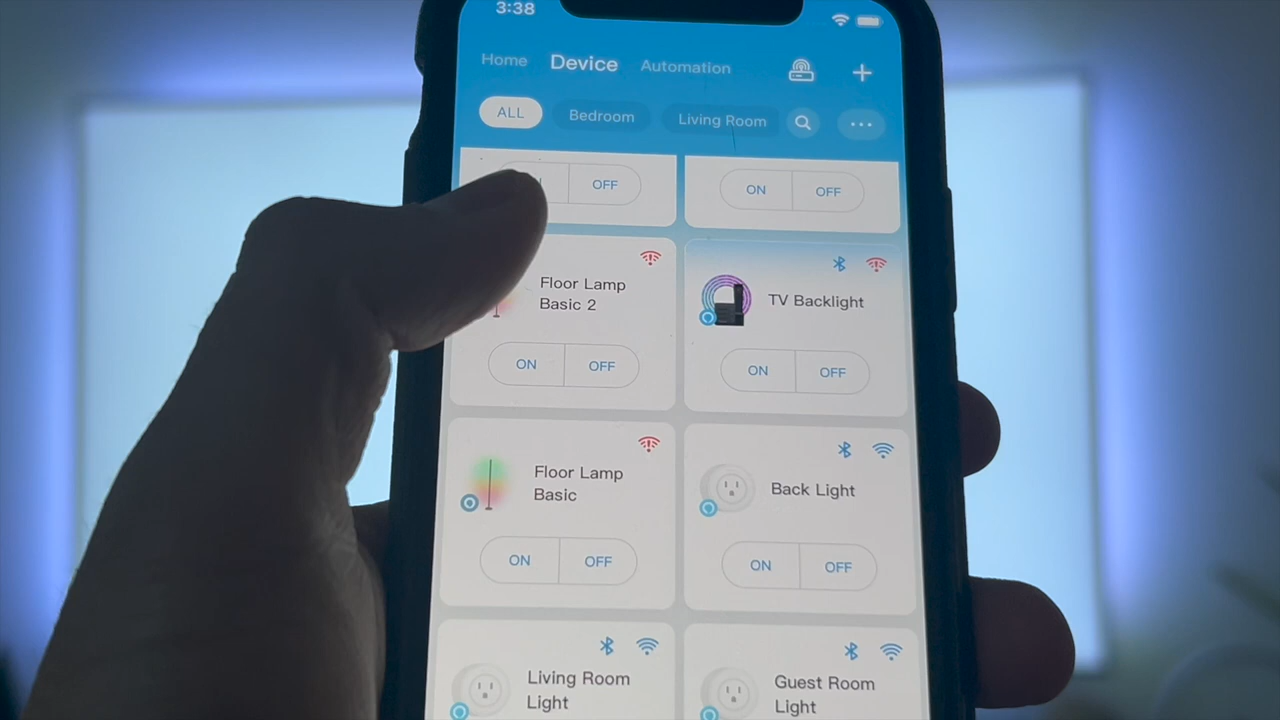 3:38
Home Device Automation
ALL Bedroom Living Room
OFF
ON OFF
Floor Lamp
Basic 2
ON OFF
TV Backlight
ON OFF
Floor Lamp
Basic
ON OFF
Back Light
ON OFF
Living Room
Light
Guest Room
Light